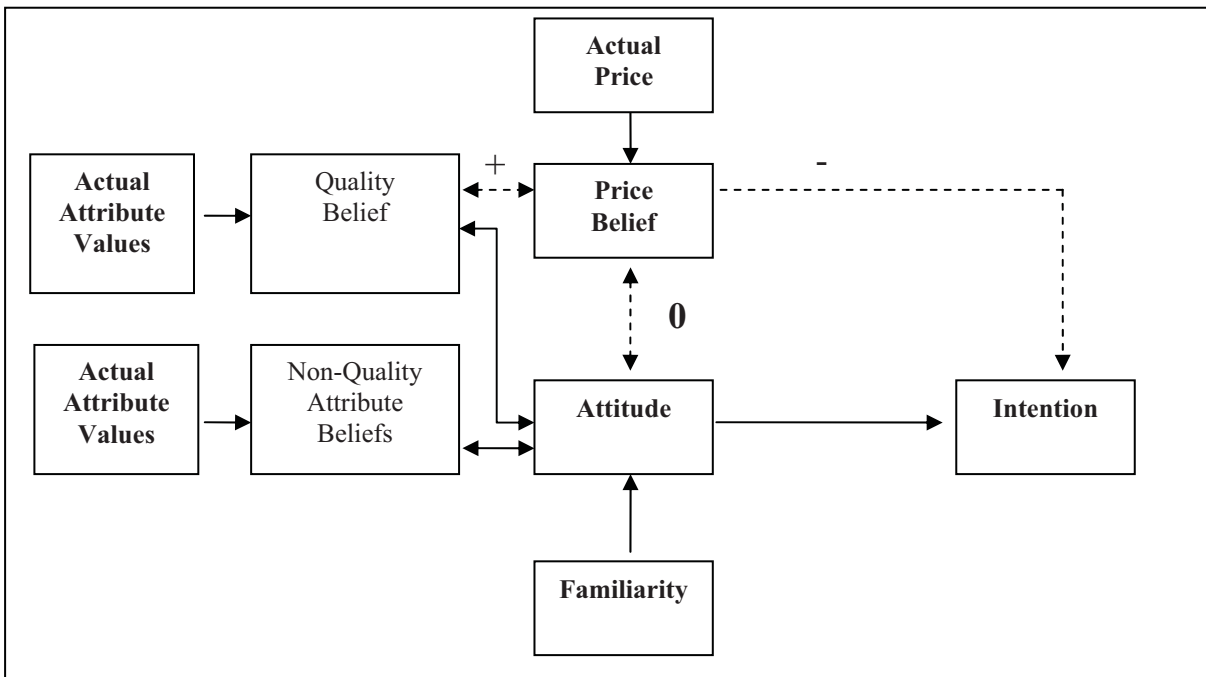 Actual
Price
Actual
Attribute
Values
Quality
Belief
+
Price
Belief
-
0
Actual
Attribute
Values
Non-Quality
Attribute
Beliefs
Attitude
Intention
Familiarity